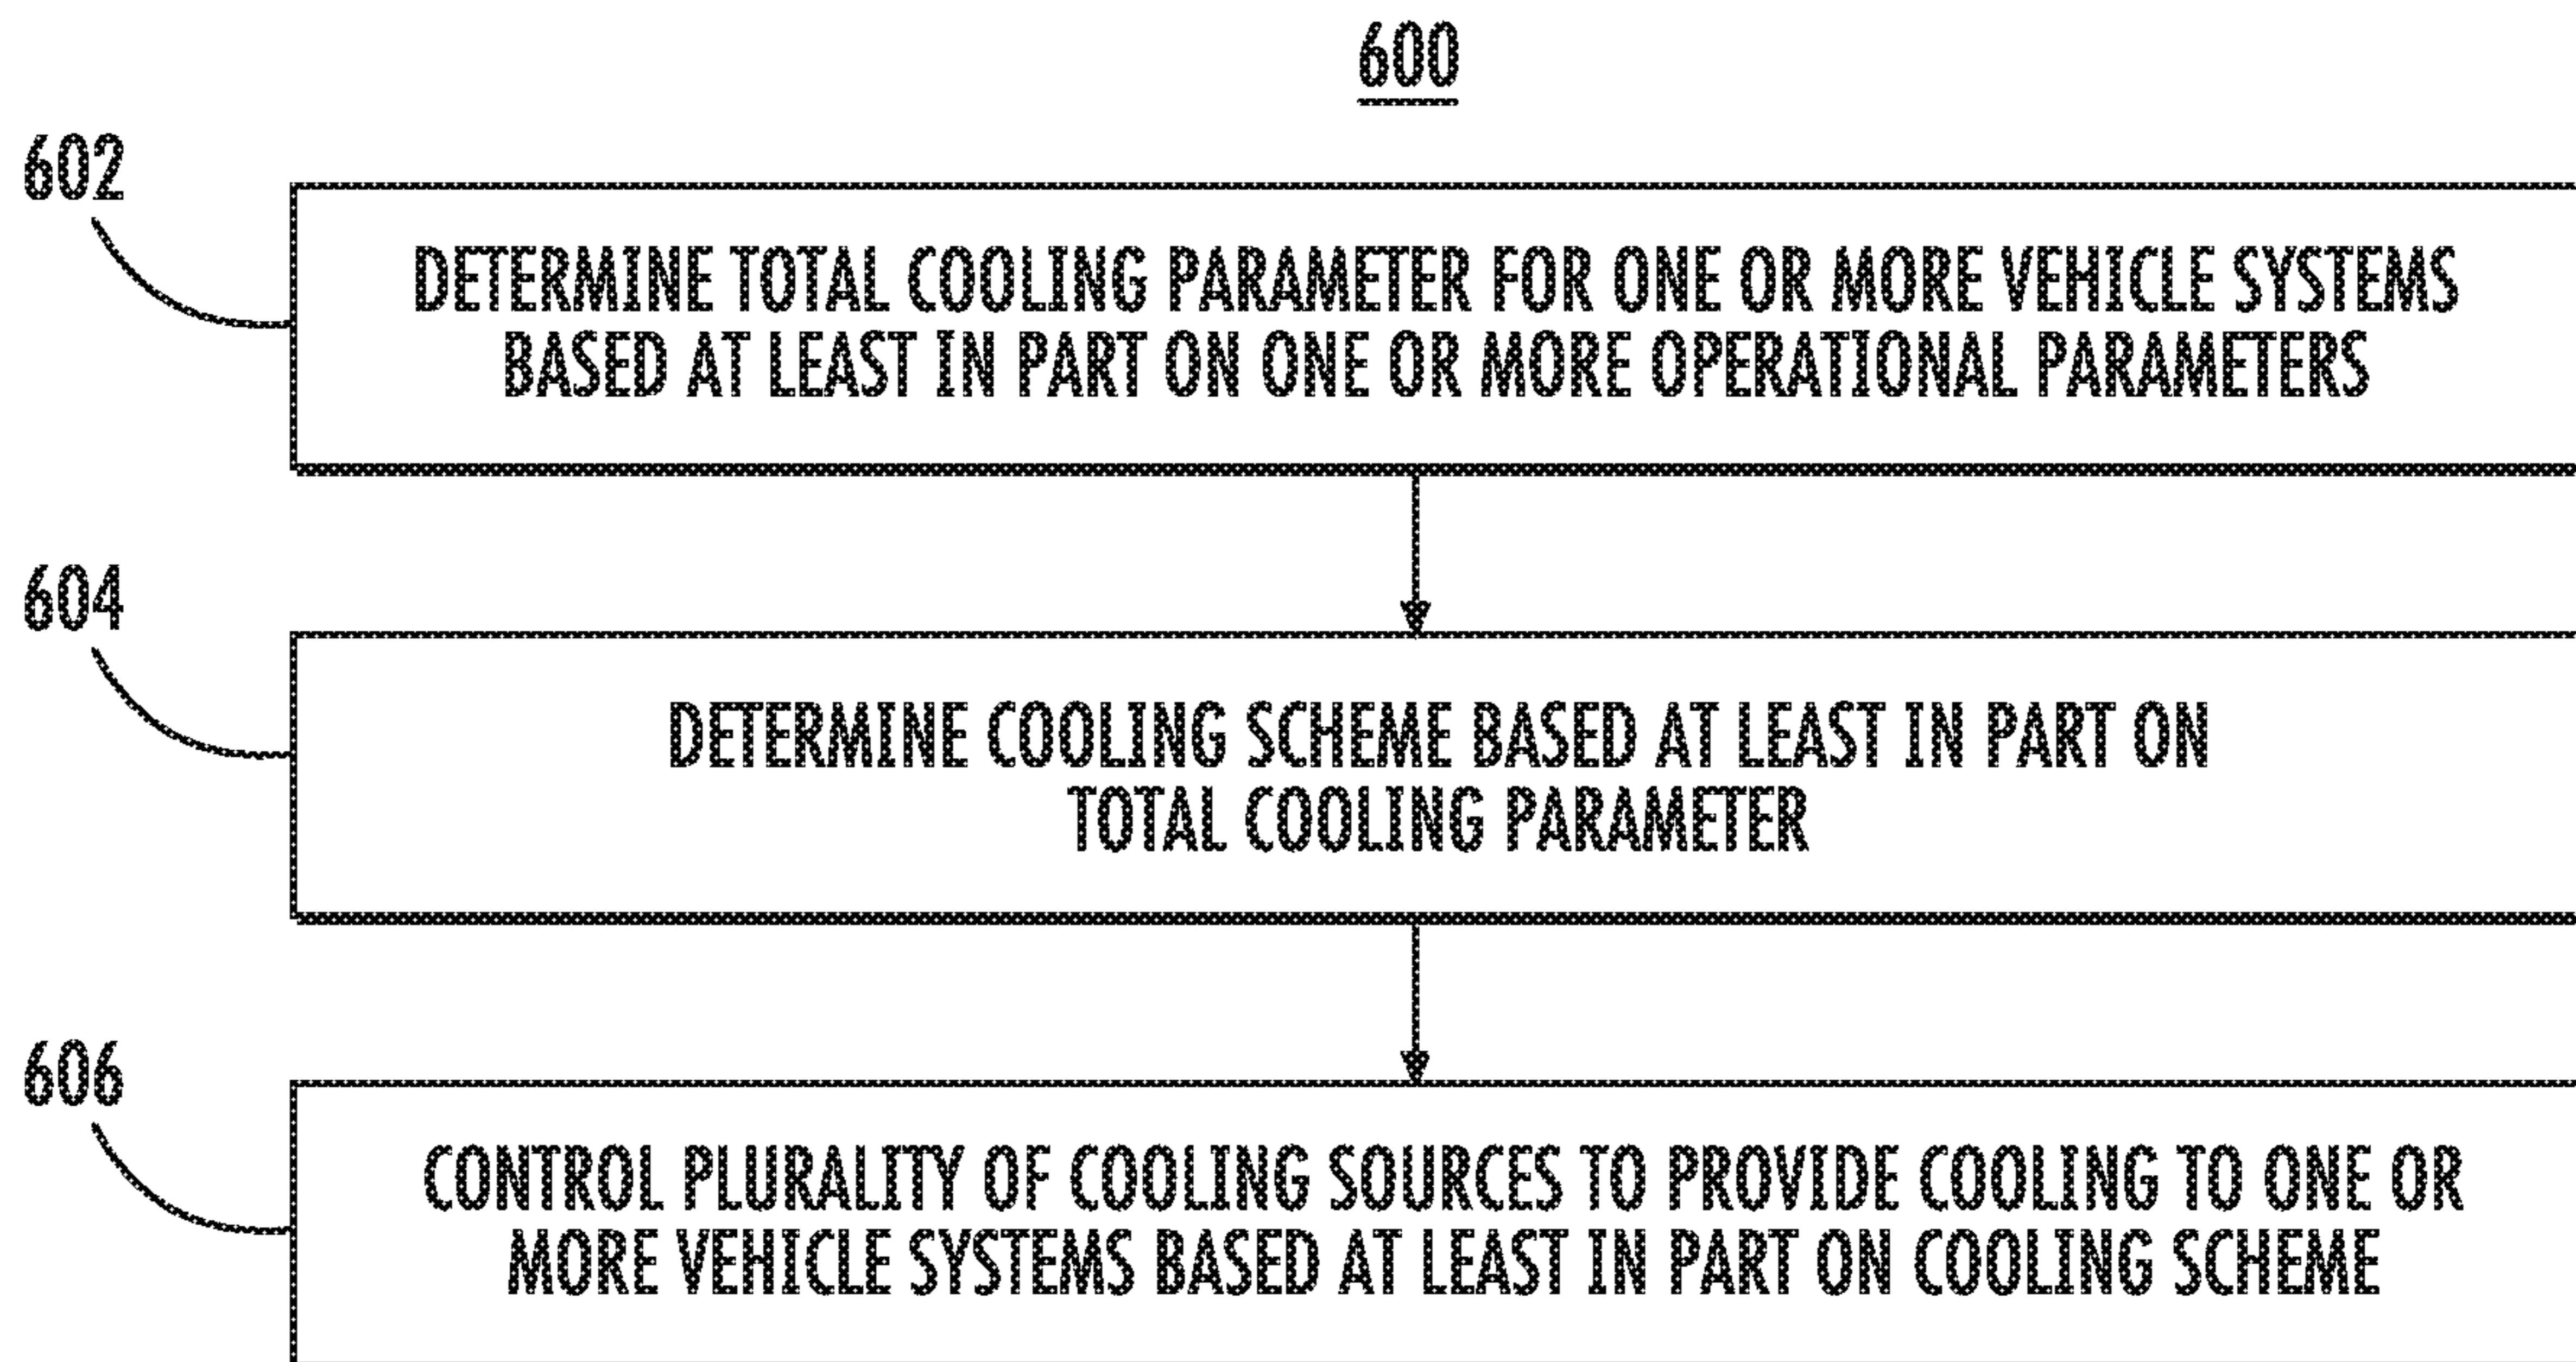 600
602
DETERMINE TOTAL COOLING PARAMETER FOR ONE OR MORE VEHICLE SYSTEMS
BASED AT LEAST IN PART ON ONE OR MORE OPERATIONAL PARAMETERS
604
DETERMINE COOLING SCHEME BASED AT LEAST IN PART ON
TOTAL COOLING PARAMETER
606
CONTROL PLURALITY OF COOLING SOURCES TO PROVIDE COOLING TO ONE OR
MORE VEHICLE SYSTEMS BASED AT LEAST IN PART ON COOLING SCHEME